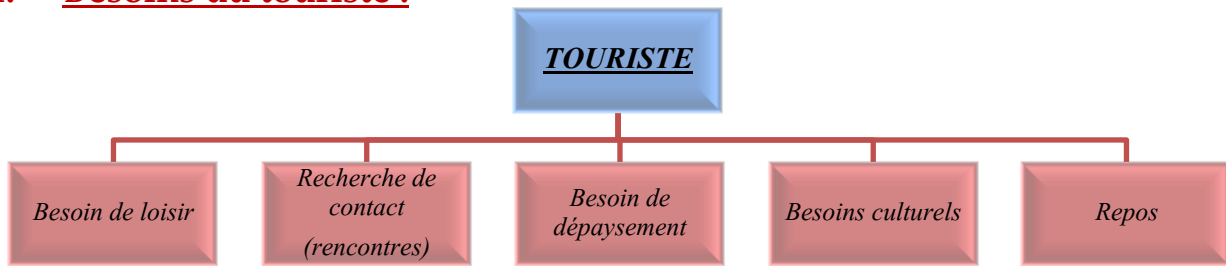 Besoins du touriste :
TOURISTE
Besoin de loisir
Recherche de
contact
(rencontres)
Besoin de
dépaysement
Besoins culturels
Repos